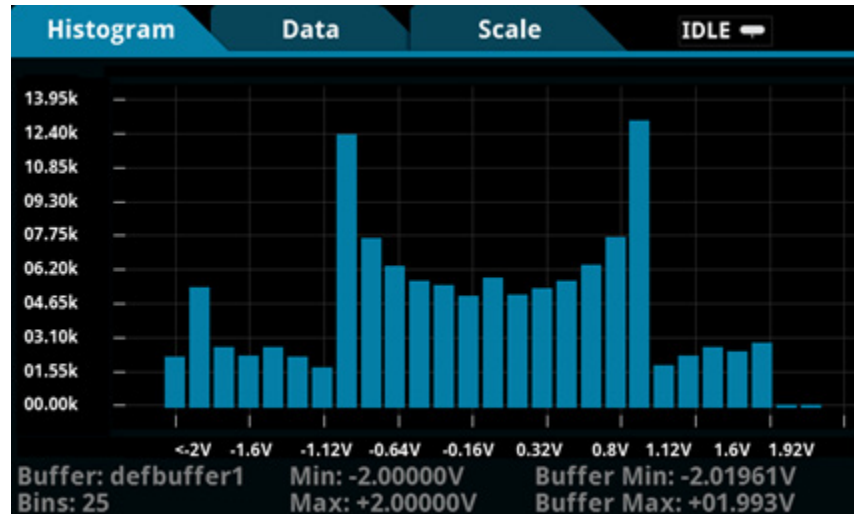 Histogram Data Scale IDLE
13.95k
12.40k
10.85k
09.30k
07.75k
06.20k
04.65k
03.10k
01.55k
00.00k
<-2V -1.6V -1.12V -0.64V -0.16V 0.32V 0.8V 1.12V 1.6V 1.92V
Buffer: defbuffer1 Min: -2.00000V Buffer Min: -2.01961V
Bins: 25 Max: +2.00000V Buffer Max: +01.993V